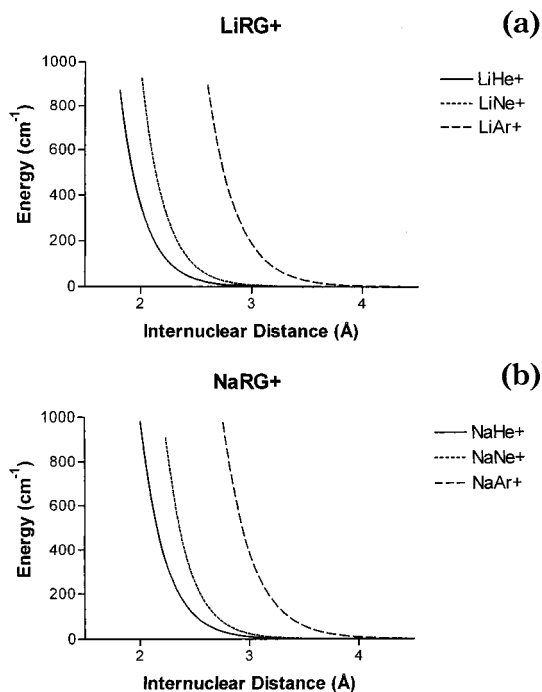 LiRG+
(a)
1000
800
600
400
200
0
Energy (cm-1)
2
3
4
Internuclear Distance (Å)
LiHe+
LiNe+
LiAr+
NaRG+
(b)
1000
800
600
400
200
0
Energy (cm-1)
2
3
4
Internuclear Distance (Å)
NaHe+
NaNe+
NaAr+